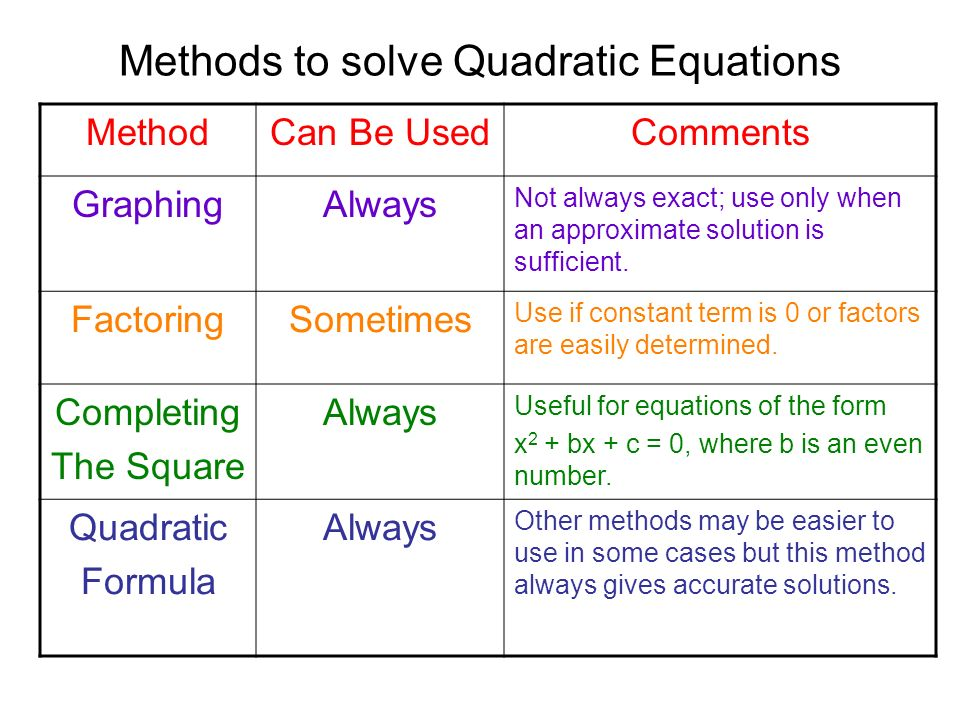 Methods to solve Quadratic Equations
Method Can Be Used Comments
Graphing Always Not always exact; use only when
an approximate solution is
sufficient.
Factoring Sometimes Use if constant term is 0 or factors
are easily determined.
Completing Always Useful for equations of the form
The Square x² + bx + c = 0, where b is an even
number.
Quadratic Always Other methods may be easier to
Formula use in some cases but this method
always gives accurate solutions.